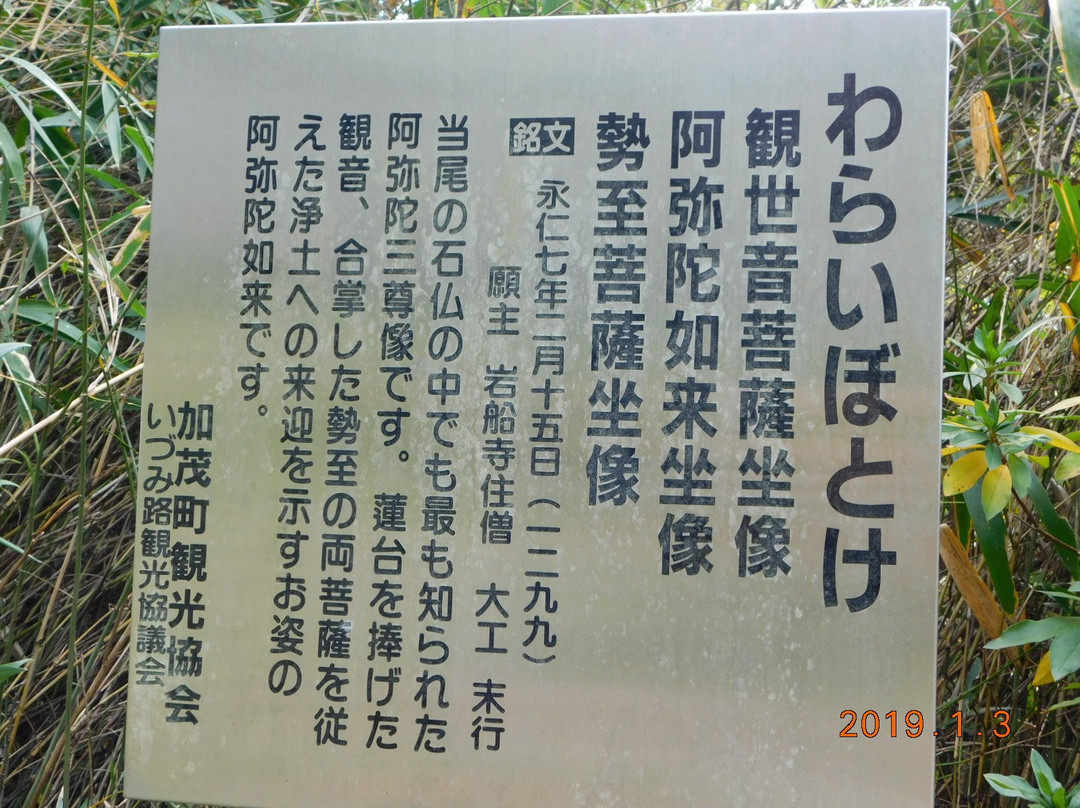 わらいぼとけ
観世音菩薩坐像
阿弥陀如来坐像
勢至菩薩坐像
銘文 永仁七年二月十五日(一二九九)
願主 岩船寺住僧 大工 末行
当尾の石仏の中でも最も知られた
阿弥陀三尊像です。蓮台を捧げた
観音、合掌した勢至の両菩薩を従
えた浄土への来迎を示すお姿の
阿弥陀如来です。
加茂町観光協会
いづみ路観光協議会
2019.1.3